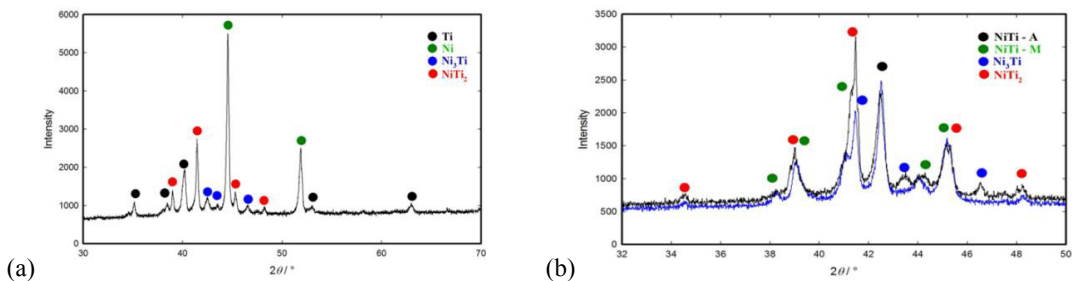 6000
5000
4000
3000
2000
1000
0
30 40 50 60 70
Intensity
2θ/°
Ti
Ni
Ni₃Ti
NiTi₂
(a)
3500
3000
2500
2000
1500
1000
500
0
32 34 36 38 40 42 44 46 48 50
Intensity
2θ/°
NiTi - A
NiTi - M
Ni₃Ti
NiTi₂
(b)